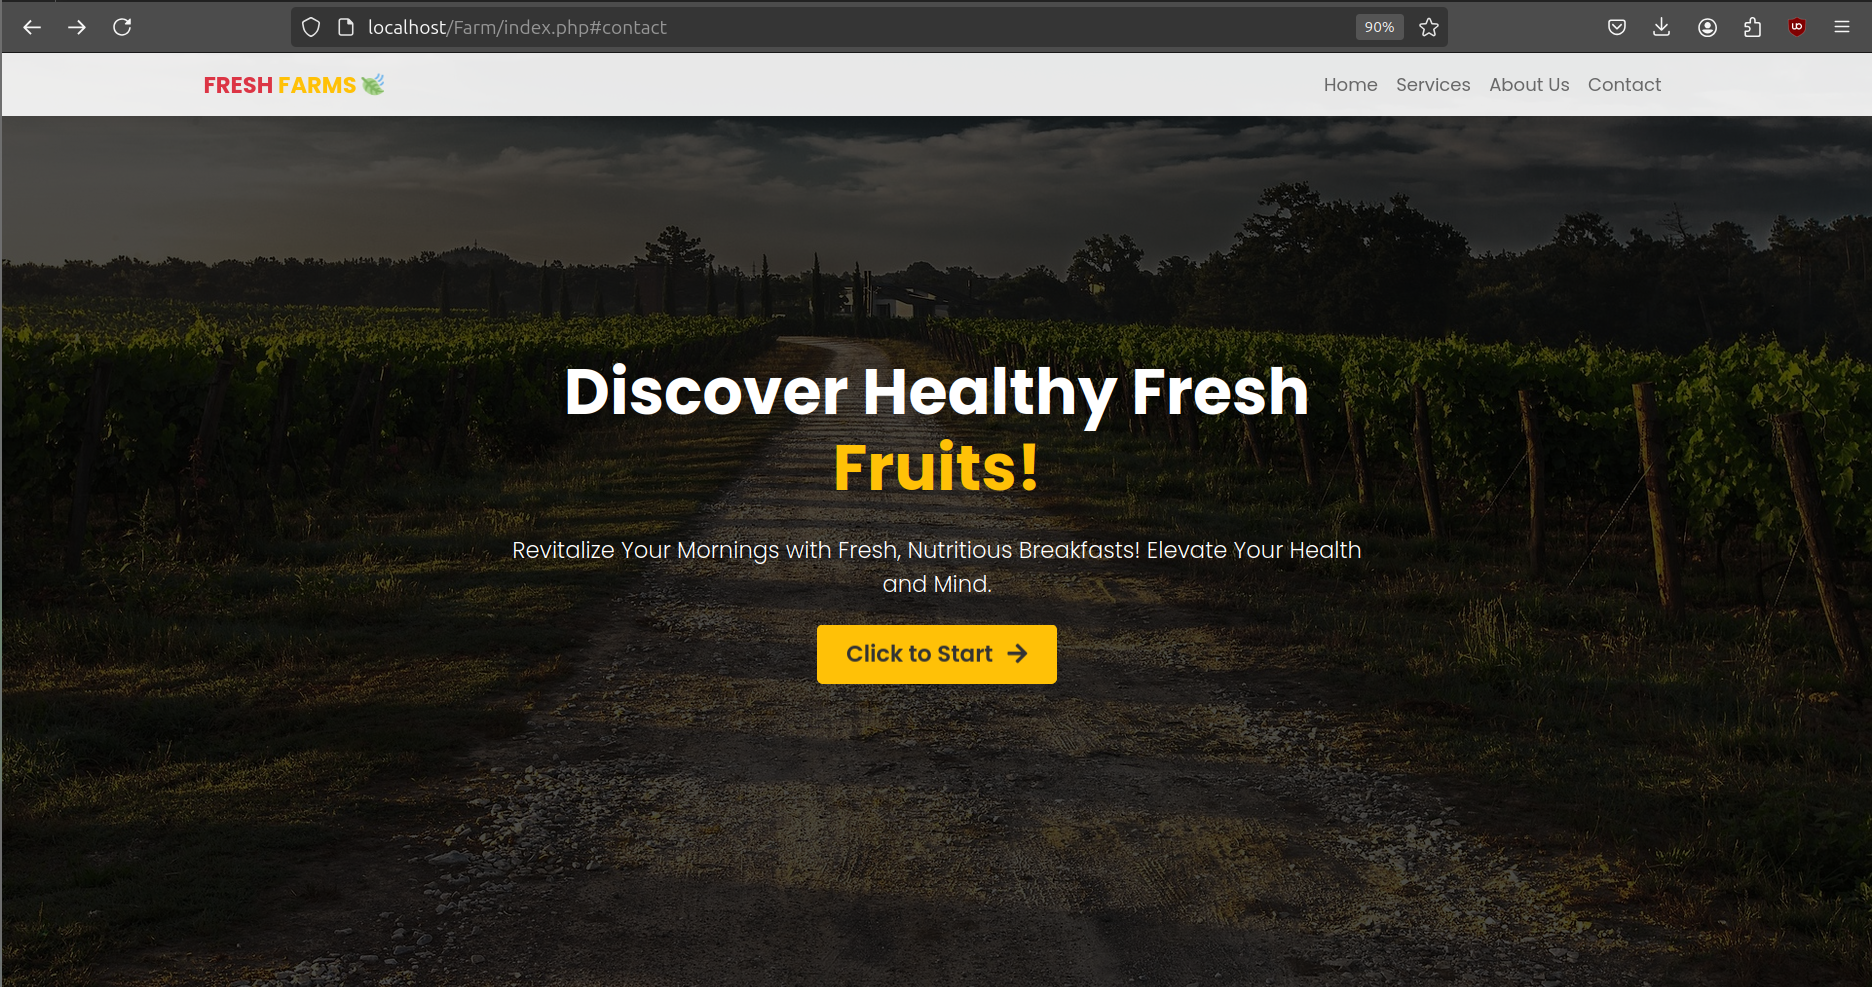 localhost/Farm/index.php#contact
90%
FRESH FARMS
Home Services About Us Contact
Discover Healthy Fresh
Fruits!
Revitalize Your Mornings with Fresh, Nutritious Breakfasts! Elevate Your Health
and Mind.
Click to Start